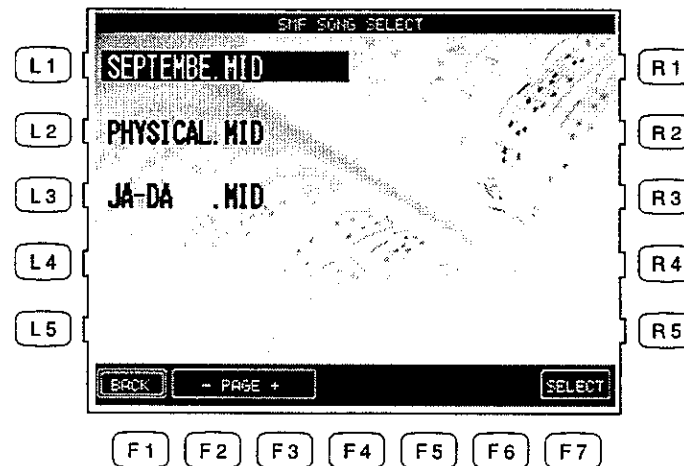 SMF SONG SELECT
L1 SEPTEMBE.MID R1
L2 PHYSICAL.MID R2
L3 JA-DA .MID R3
L4 R4
L5 R5
BACK - PAGE + SELECT
F1 F2 F3 F4 F5 F6 F7